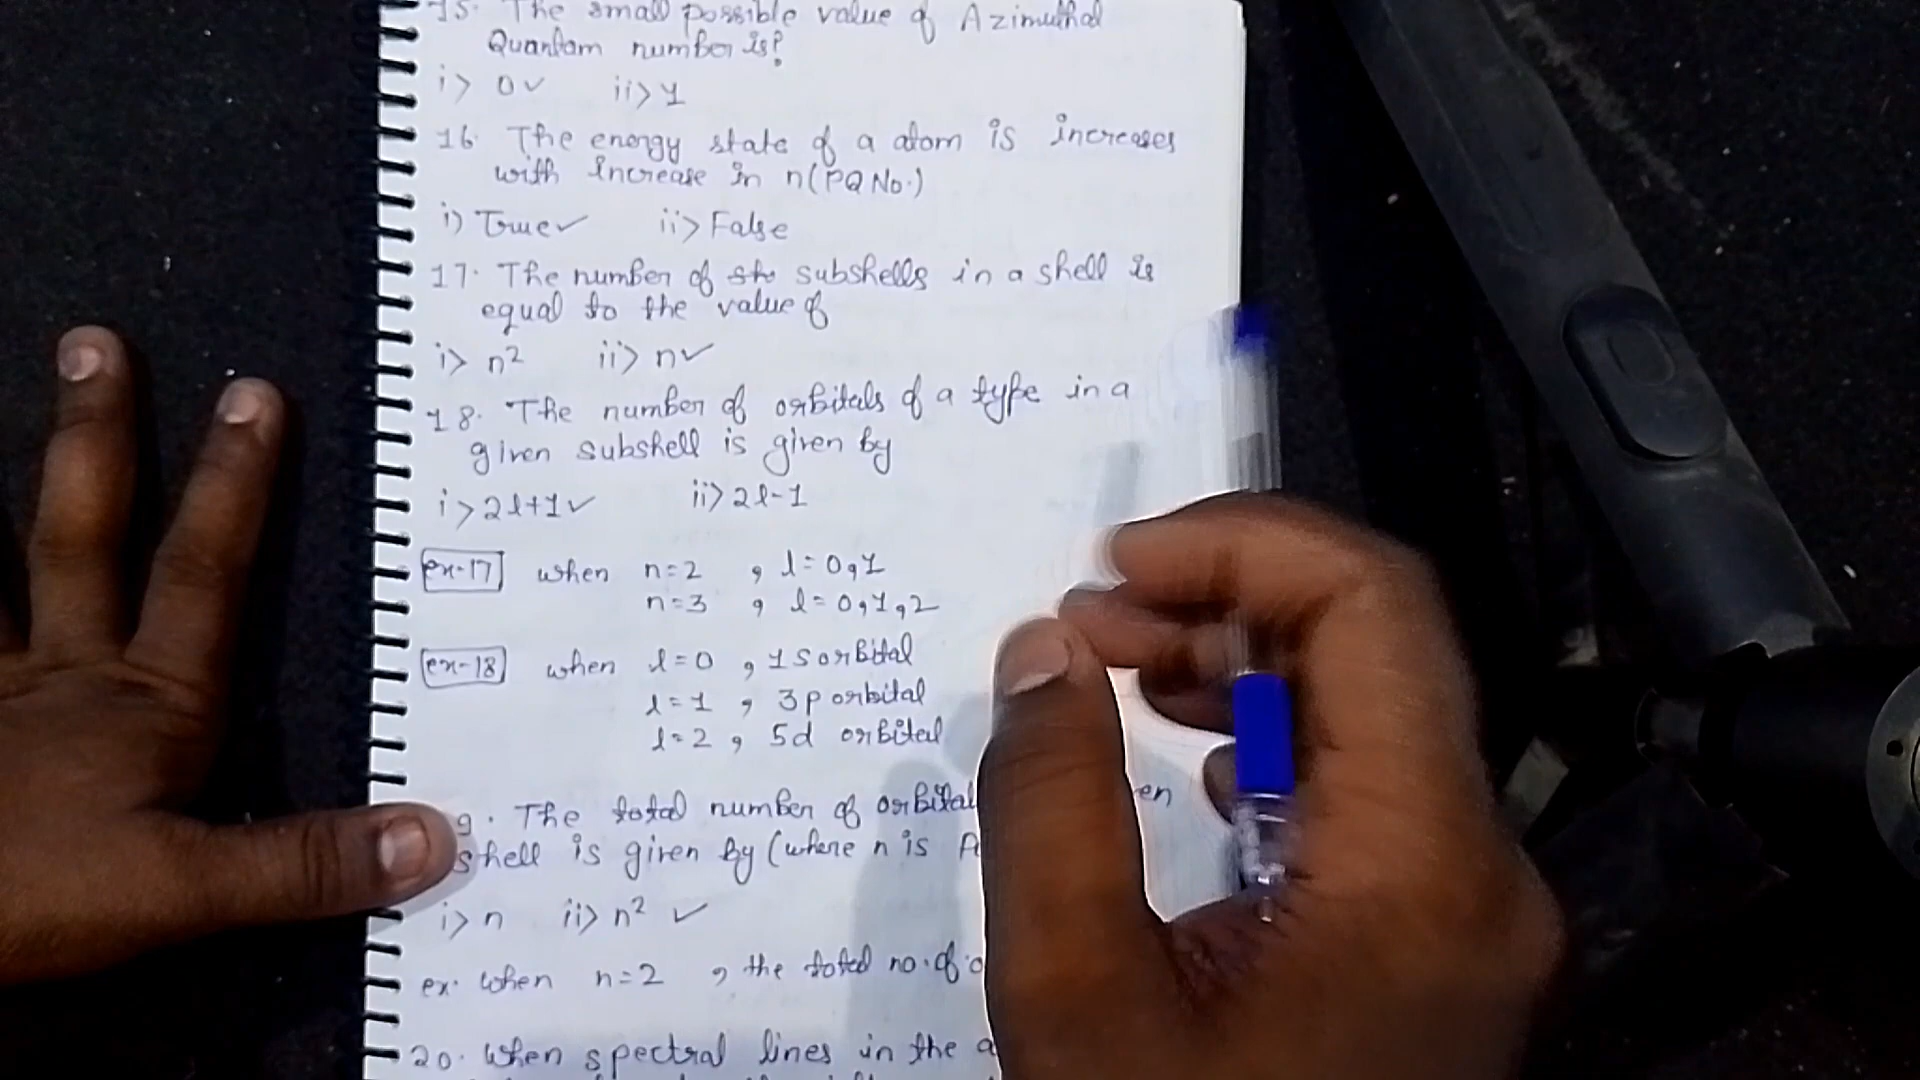 15. The small possible value of Azimuthal
Quantam number is?
i> 0✓ ii> 1
16. The energy state of a atom is increases
with increase in n(PQ No.)
i) True✓ ii> False
17. The number of subshells in a shell is
equal to the value of
i> n² ii> n✓
18. The number of orbitals of a type in a
given subshell is given by
i> 2l+1✓ ii> 2l-1
ex-17 when n=2 , l=0,1
n=3 , l=0,1,2
ex-18 when l=0 , 1 s orbital
l=1 , 3p orbital
l=2 , 5d orbital
9. The total number of orbital en
shell is given by (where n is
i> n ii> n² ✓
ex. when n=2 , the total no. of
20. When spectral lines in the